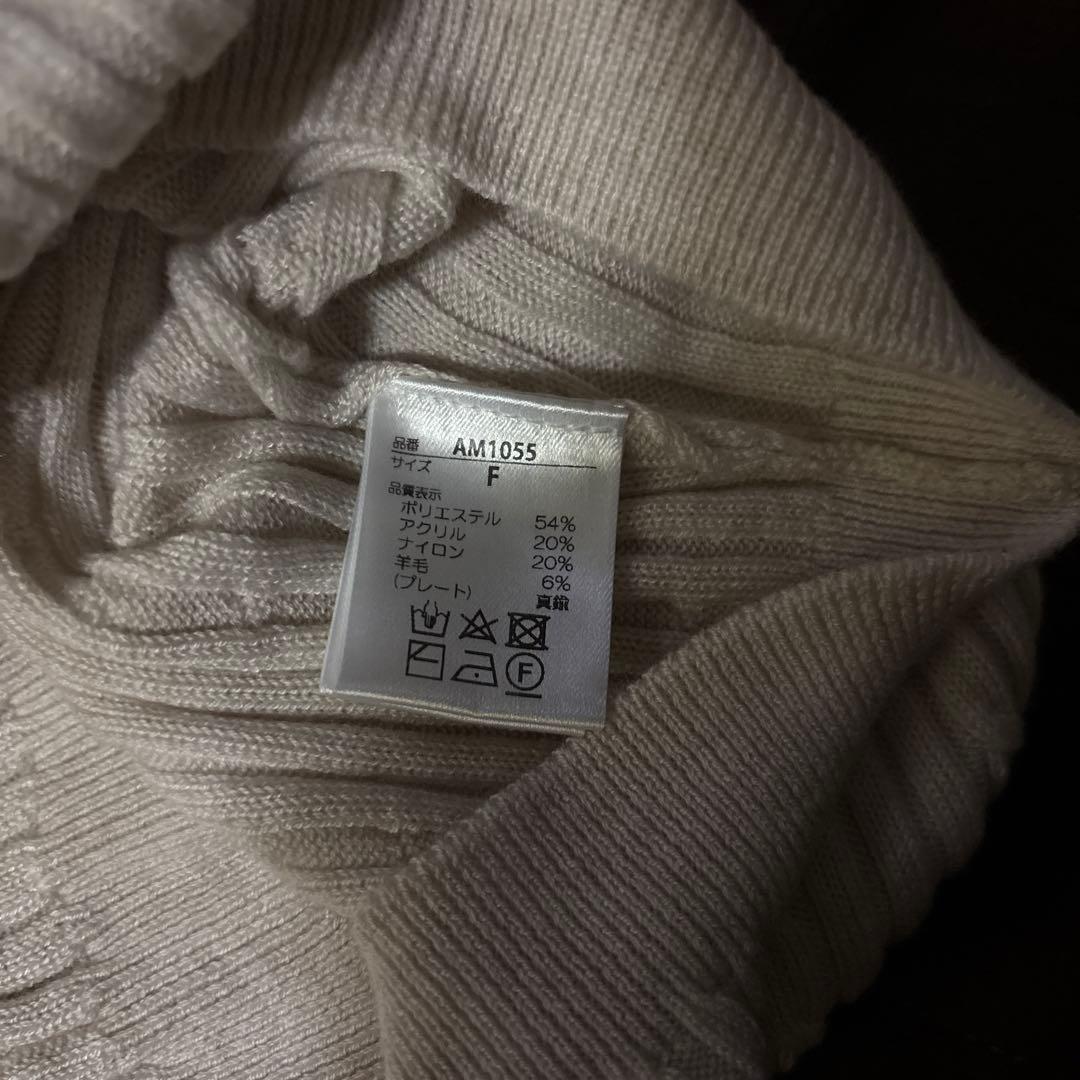 品番 AM1055
サイズ F
品質表示
ポリエステル 54%
アクリル 20%
ナイロン 20%
羊毛 6%
(プレート) 真鍮
F